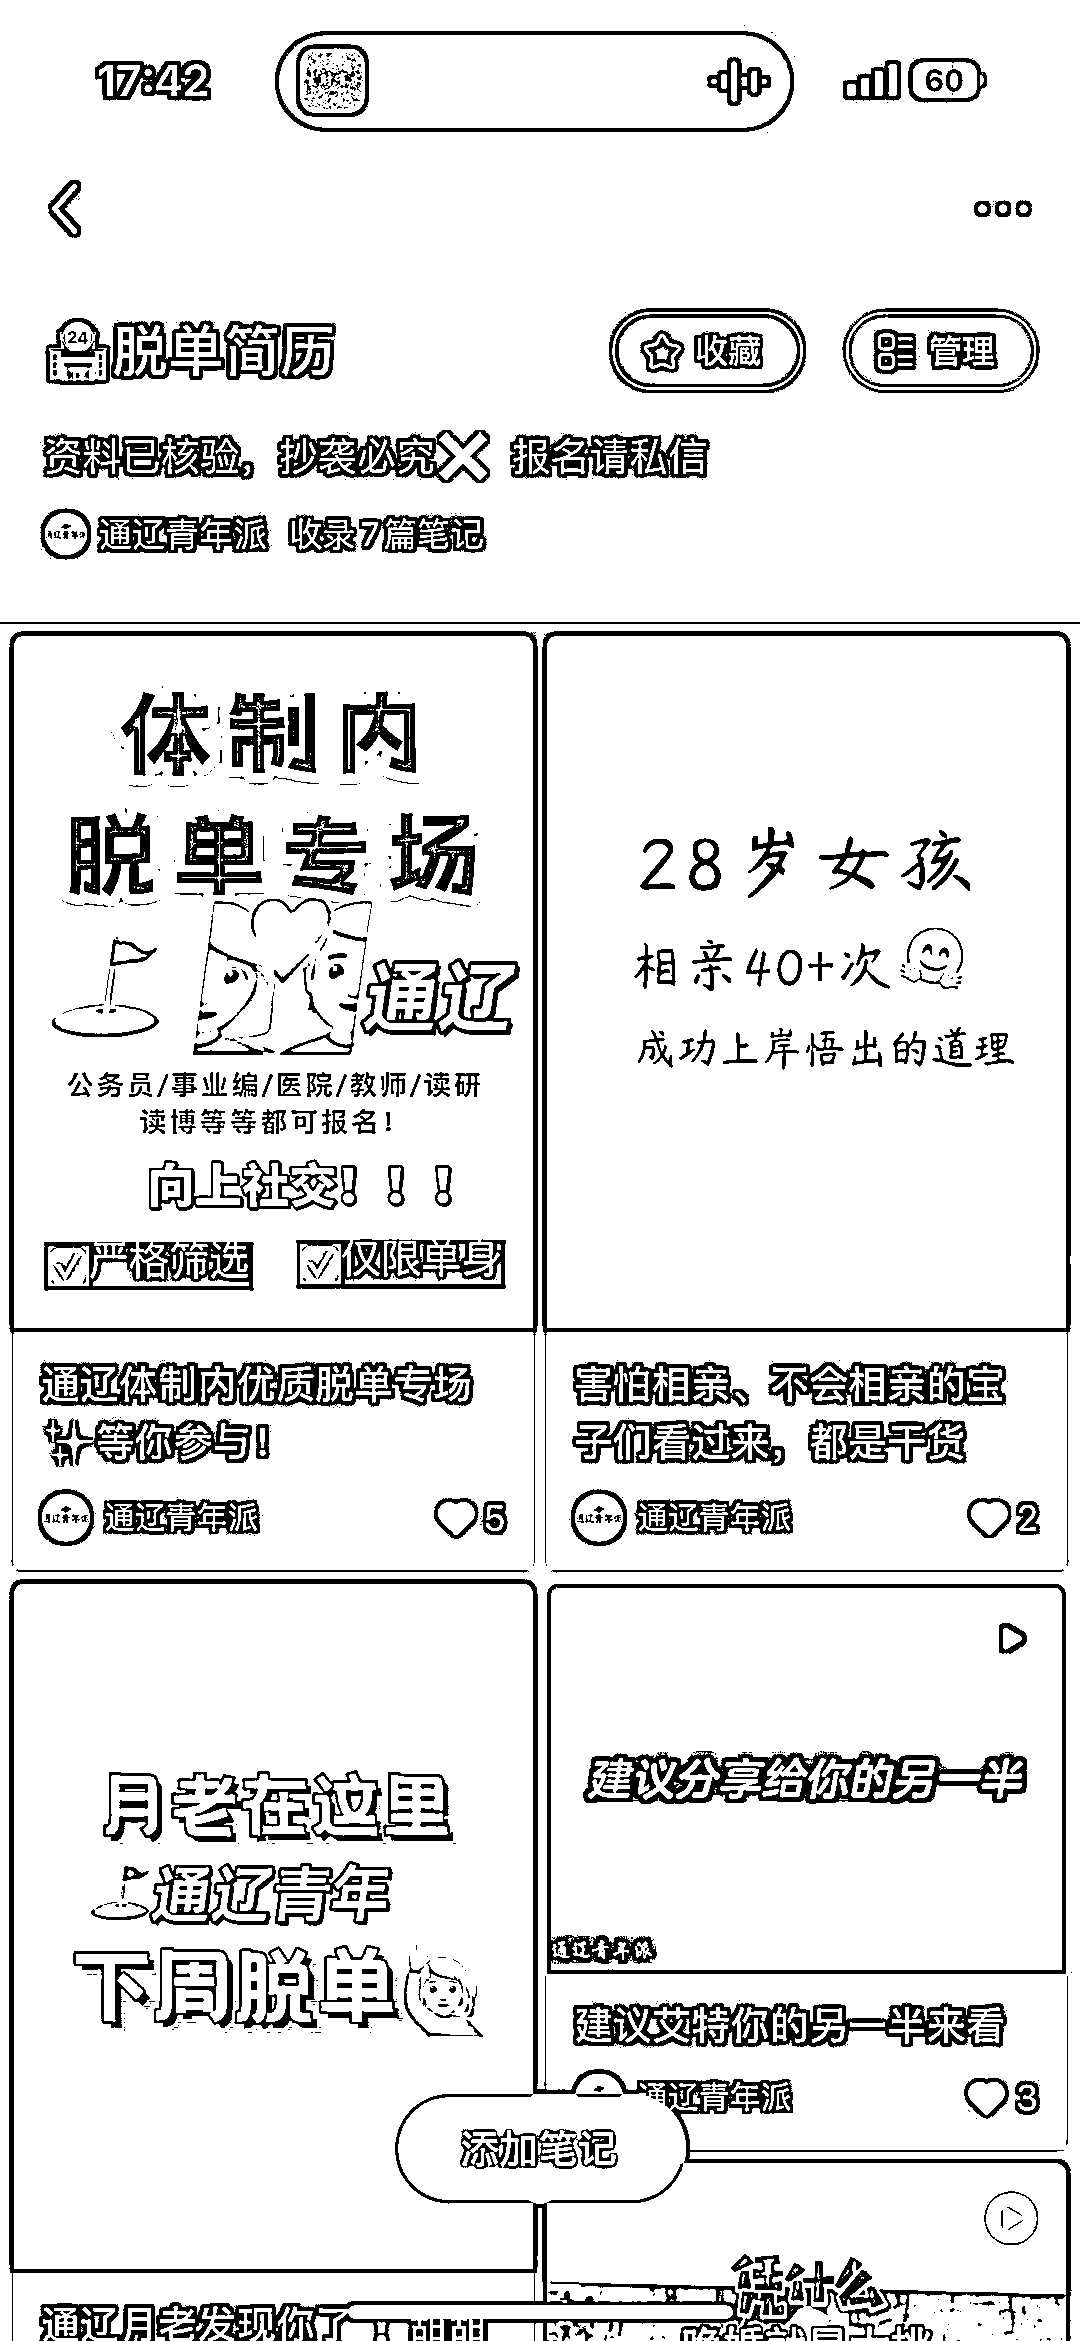 17:42
60
脱单简历
收藏
管理
资料已核验，抄袭必究❌ 报名请私信
通辽青年派 收录7篇笔记
体制内
脱单专场
通辽
公务员/事业编/医院/教师/读研
读博等等都可报名!
向上社交！！！
严格筛选 仅限单身
通辽体制内优质脱单专场
✨等你参与！
通辽青年派
5
28岁女孩
相亲40+次🤗
成功上岸悟出的道理
害怕相亲、不会相亲的宝
子们看过来，都是干货
通辽青年派
2
月老在这里
通辽青年
下周脱单
通辽月老发现你了
建议分享给你的另一半
通辽青年派
建议艾特你的另一半来看
通辽青年派
3
添加笔记
凭什么